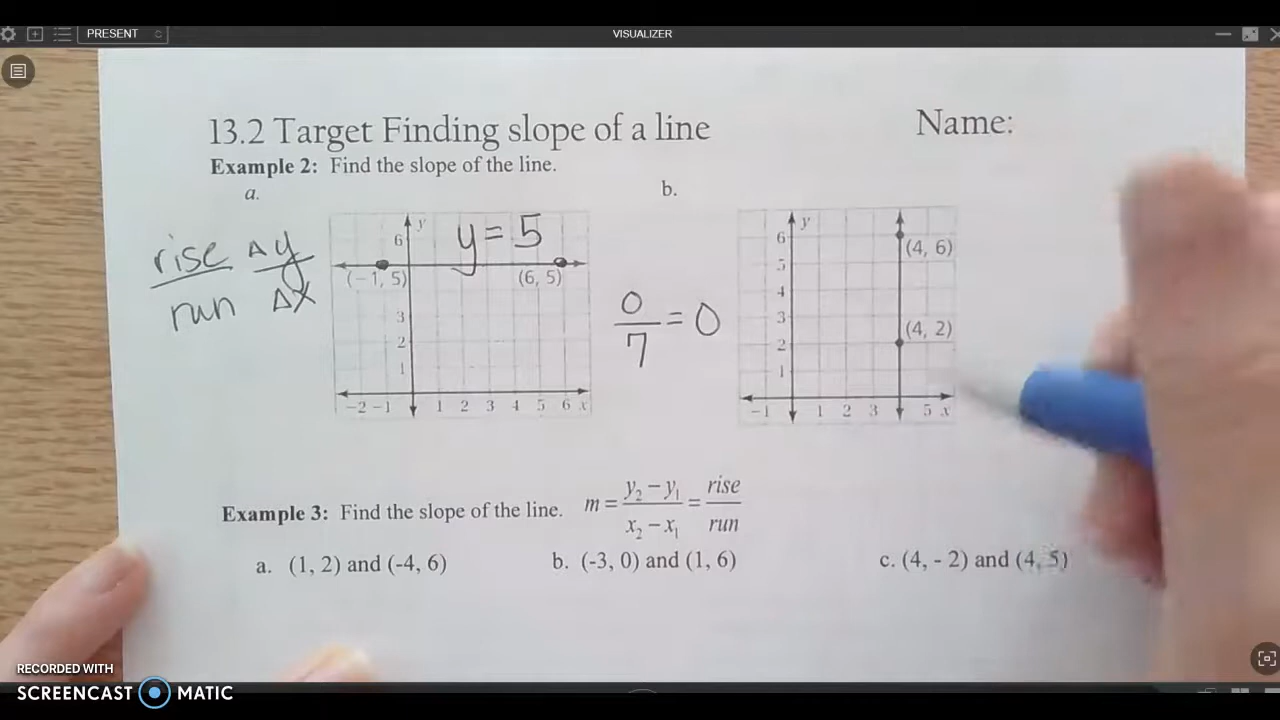 PRESENT
VISUALIZER
13.2 Target Finding slope of a line
Name:
Example 2: Find the slope of the line.
a.
b.
rise Δy
run Δx
y
6
y = 5
(-1, 5)
(6, 5)
3
2
1
-2 -1 1 2 3 4 5 6 x
0
7
= 0
y
6
5
4
3
2
1
(4, 6)
(4, 2)
-1 1 2 3 5 x
Example 3: Find the slope of the line. m = y₂ – y₁ / x₂ – x₁ = rise / run
a. (1, 2) and (-4, 6)
b. (-3, 0) and (1, 6)
c. (4, - 2) and (4, 5)
RECORDED WITH
SCREENCAST MATIC